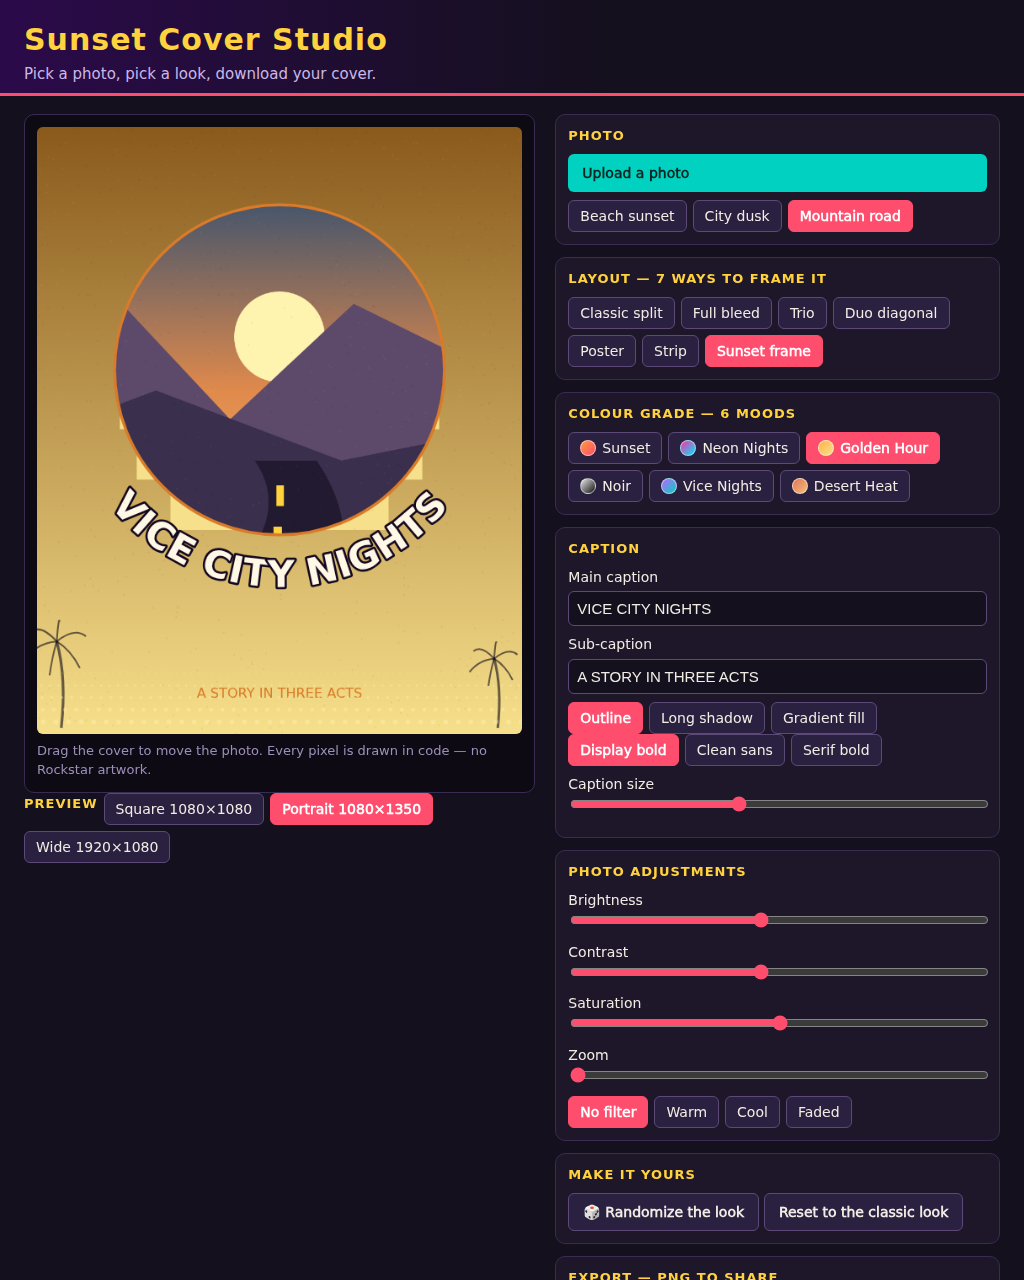 Sunset Cover Studio
Pick a photo, pick a look, download your cover.
VICE CITY NIGHTS
A STORY IN THREE ACTS
Drag the cover to move the photo. Every pixel is drawn in code — no
Rockstar artwork.
PREVIEW Square 1080×1080 Portrait 1080×1350
Wide 1920×1080
PHOTO
Upload a photo
Beach sunset City dusk Mountain road
LAYOUT — 7 WAYS TO FRAME IT
Classic split Full bleed Trio Duo diagonal
Poster Strip Sunset frame
COLOUR GRADE — 6 MOODS
Sunset Neon Nights Golden Hour
Noir Vice Nights Desert Heat
CAPTION
Main caption
VICE CITY NIGHTS
Sub-caption
A STORY IN THREE ACTS
Outline Long shadow Gradient fill
Display bold Clean sans Serif bold
Caption size
PHOTO ADJUSTMENTS
Brightness
Contrast
Saturation
Zoom
No filter Warm Cool Faded
MAKE IT YOURS
🎲 Randomize the look Reset to the classic look
EXPORT — PNG TO SHARE